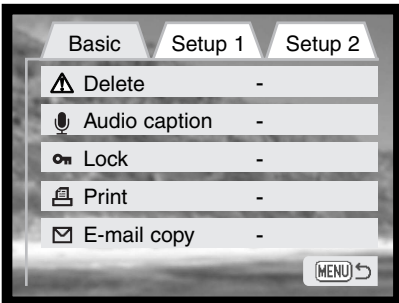 Basic Setup 1 Setup 2
Delete -
Audio caption -
Lock -
Print -
E-mail copy -
MENU